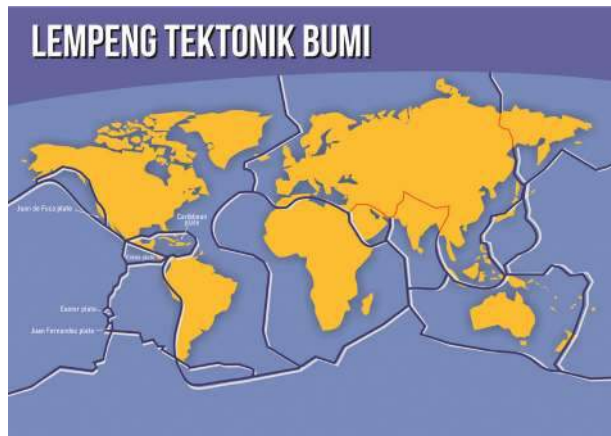 LEMPENG TEKTONIK BUMI
Juan de Fuca plate
Caribbean
plate
Cocos plate
Easter plate
Juan Fernandez plate